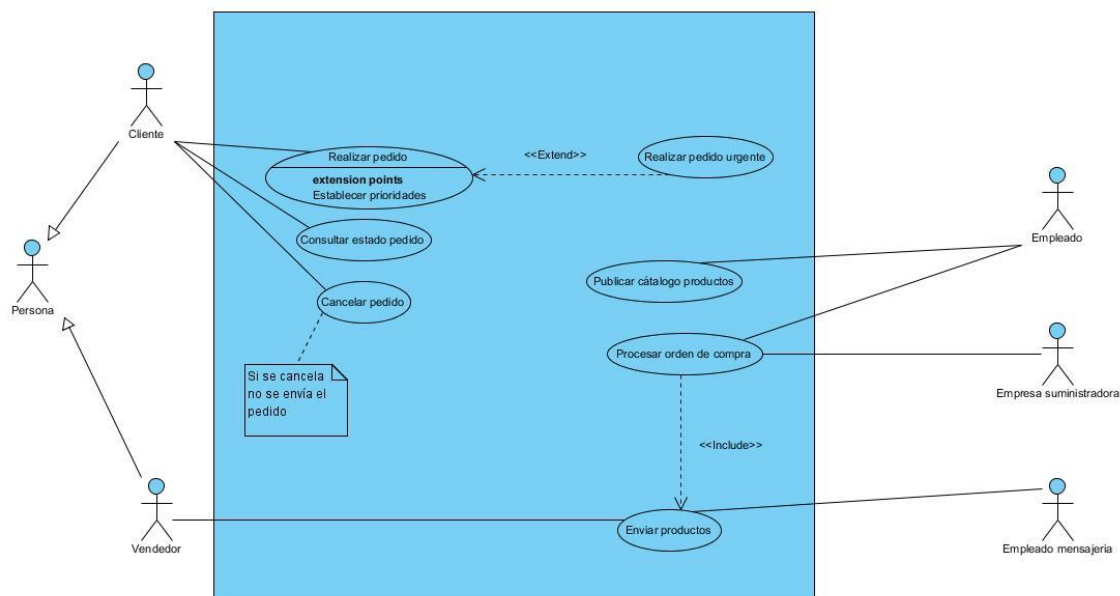 Cliente
Realizar pedido
extension points
Establecer prioridades
<<Extend>>
Realizar pedido urgente
Empleado
Consultar estado pedido
Persona
Publicar cátalogo productos
Cancelar pedido
Procesar orden de compra
Empresa suministradora
Si se cancela
no se envía el
pedido
<<Include>>
Vendedor
Enviar productos
Empleado mensajeria